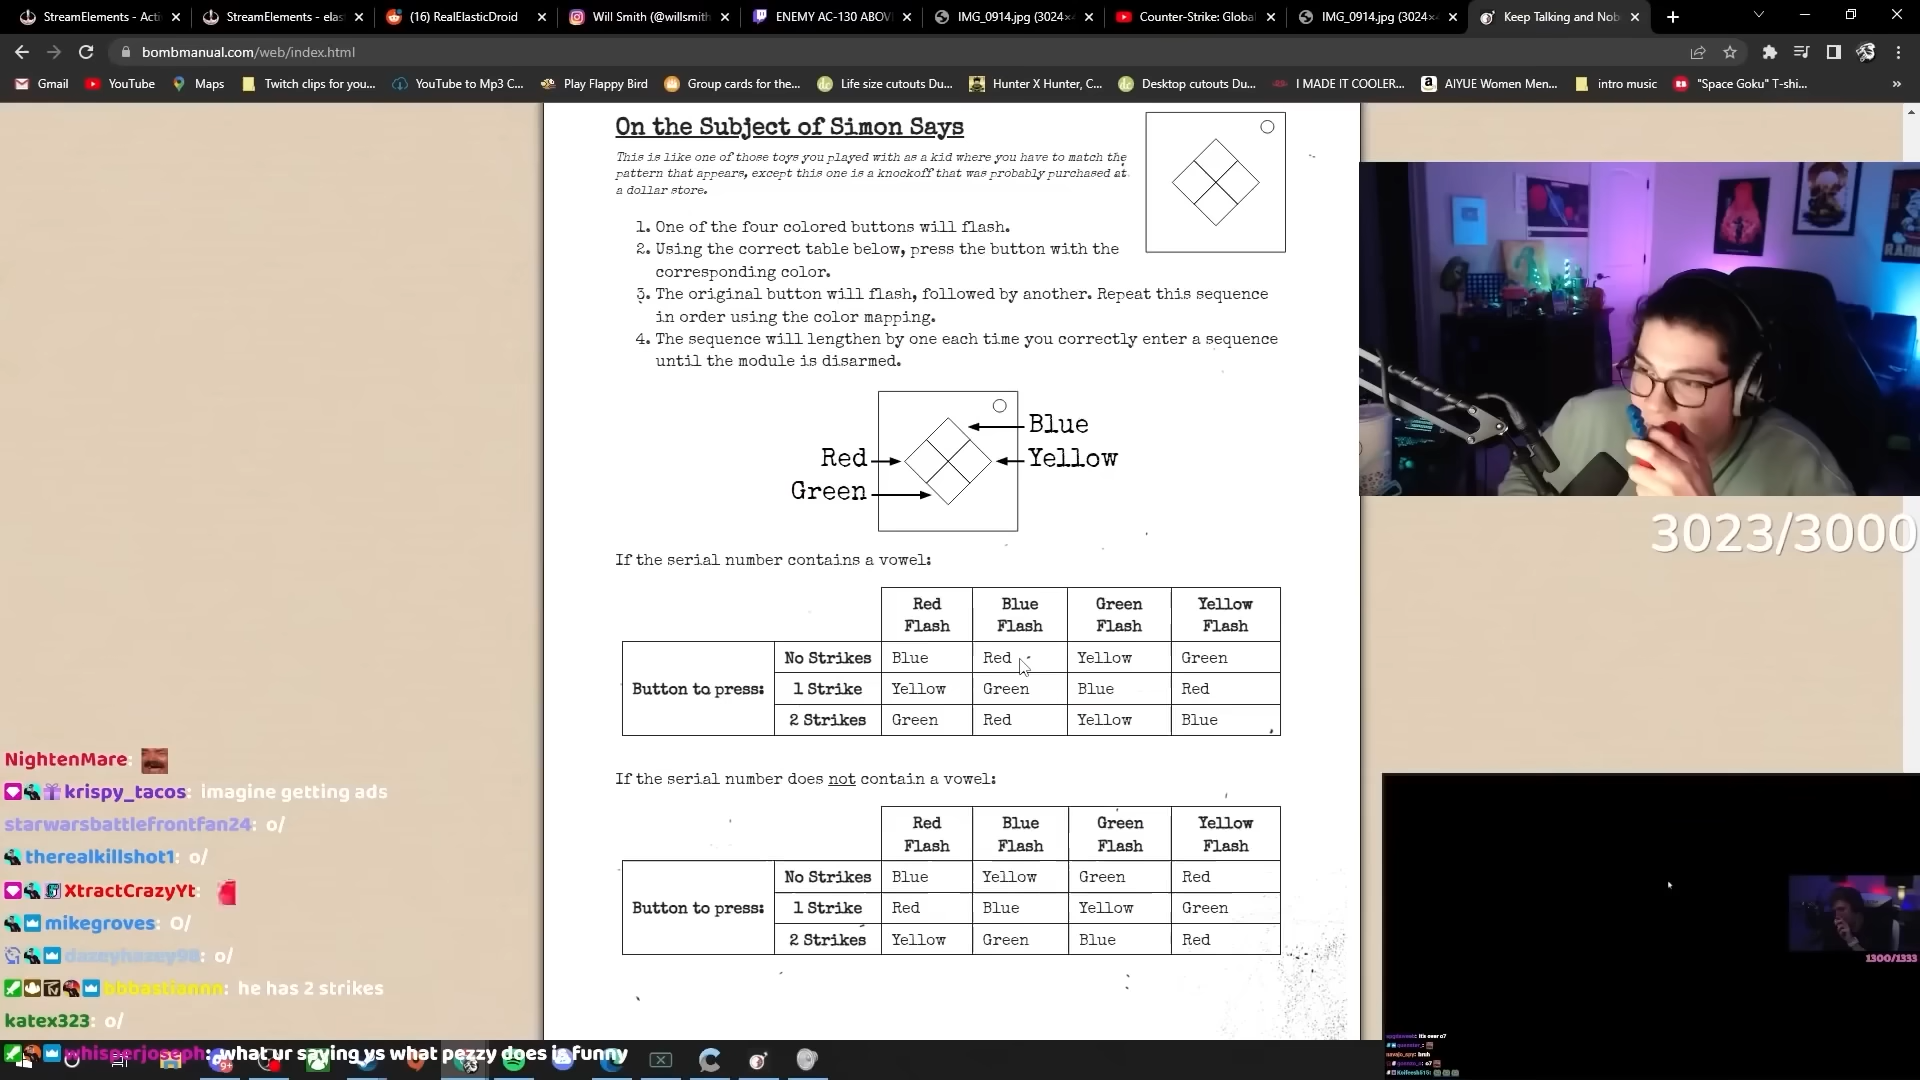 StreamElements - Acti
StreamElements - elas
(16) RealElasticDroid
Will Smith (@willsmith
ENEMY AC-130 ABOV
IMG_0914.jpg (3024×
Counter-Strike: Global
IMG_0914.jpg (3024×
Keep Talking and Nob
bombmanual.com/web/index.html
Gmail
YouTube
Maps
Twitch clips for you...
YouTube to Mp3 C...
Play Flappy Bird
Group cards for the...
Life size cutouts Du...
Hunter X Hunter, C...
Desktop cutouts Du...
I MADE IT COOLER...
AIYUE Women Men...
intro music
"Space Goku" T-shi...
On the Subject of Simon Says
This is like one of those toys you played with as a kid where you have to match the
pattern that appears, except this one is a knockoff that was probably purchased at
a dollar store.
1. One of the four colored buttons will flash.
2. Using the correct table below, press the button with the
corresponding color.
3. The original button will flash, followed by another. Repeat this sequence
in order using the color mapping.
4. The sequence will lengthen by one each time you correctly enter a sequence
until the module is disarmed.
Blue
Red
Yellow
Green
If the serial number contains a vowel:
Red Flash Blue Flash Green Flash Yellow Flash
Button to press:
No Strikes Blue Red Yellow Green
1 Strike Yellow Green Blue Red
2 Strikes Green Red Yellow Blue
If the serial number does not contain a vowel:
Red Flash Blue Flash Green Flash Yellow Flash
Button to press:
No Strikes Blue Yellow Green Red
1 Strike Red Blue Yellow Green
2 Strikes Yellow Green Blue Red
3023/3000
NightenMare:
krispy_tacos: imagine getting ads
starwarsbattlefrontfan24: o/
therealkillshot1: o/
XtractCrazyYt:
mikegroves: O/
dazeyhazey98: o/
bbbastiannn: he has 2 strikes
katex323: o/
whisperjoseph: what ur saying vs what pezzy does is funny
1300/1333